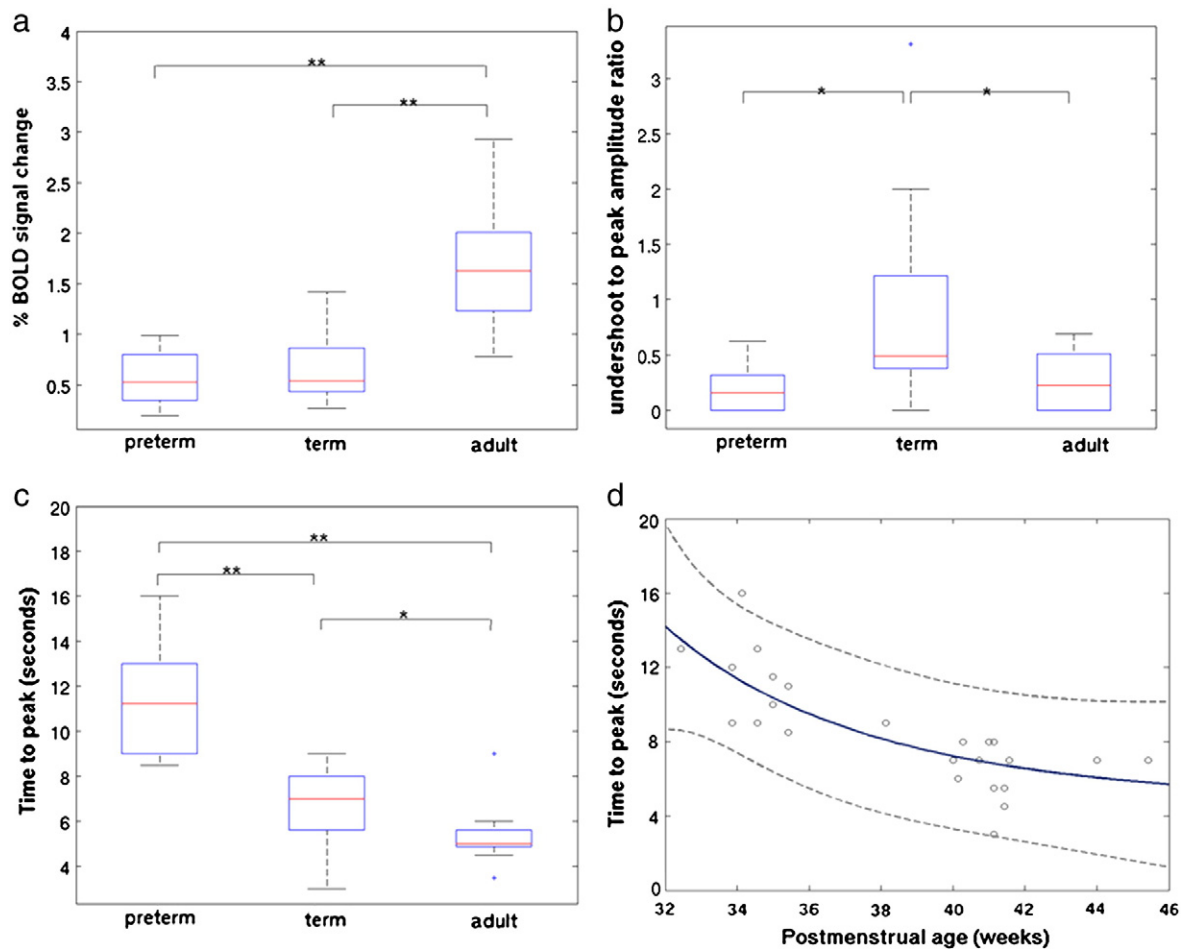 a
% BOLD signal change
4
3.5
3
2.5
2
1.5
1
0.5
**
**
preterm term adult
b
undershoot to peak amplitude ratio
3
2.5
2
1.5
1
0.5
0
*
*
preterm term adult
c
Time to peak (seconds)
20
18
16
14
12
10
8
6
4
**
**
*
preterm term adult
d
Time to peak (seconds)
20
16
12
8
4
0
32 34 36 38 40 42 44 46
Postmenstrual age (weeks)